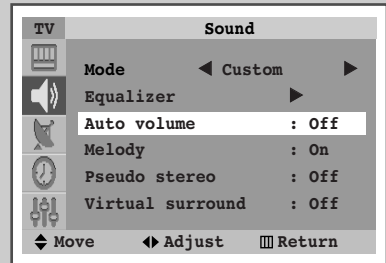 TV Sound
Mode ◀ Custom ▶
Equalizer ▶
Auto volume : Off
Melody : On
Pseudo stereo : Off
Virtual surround : Off
Move Adjust Return